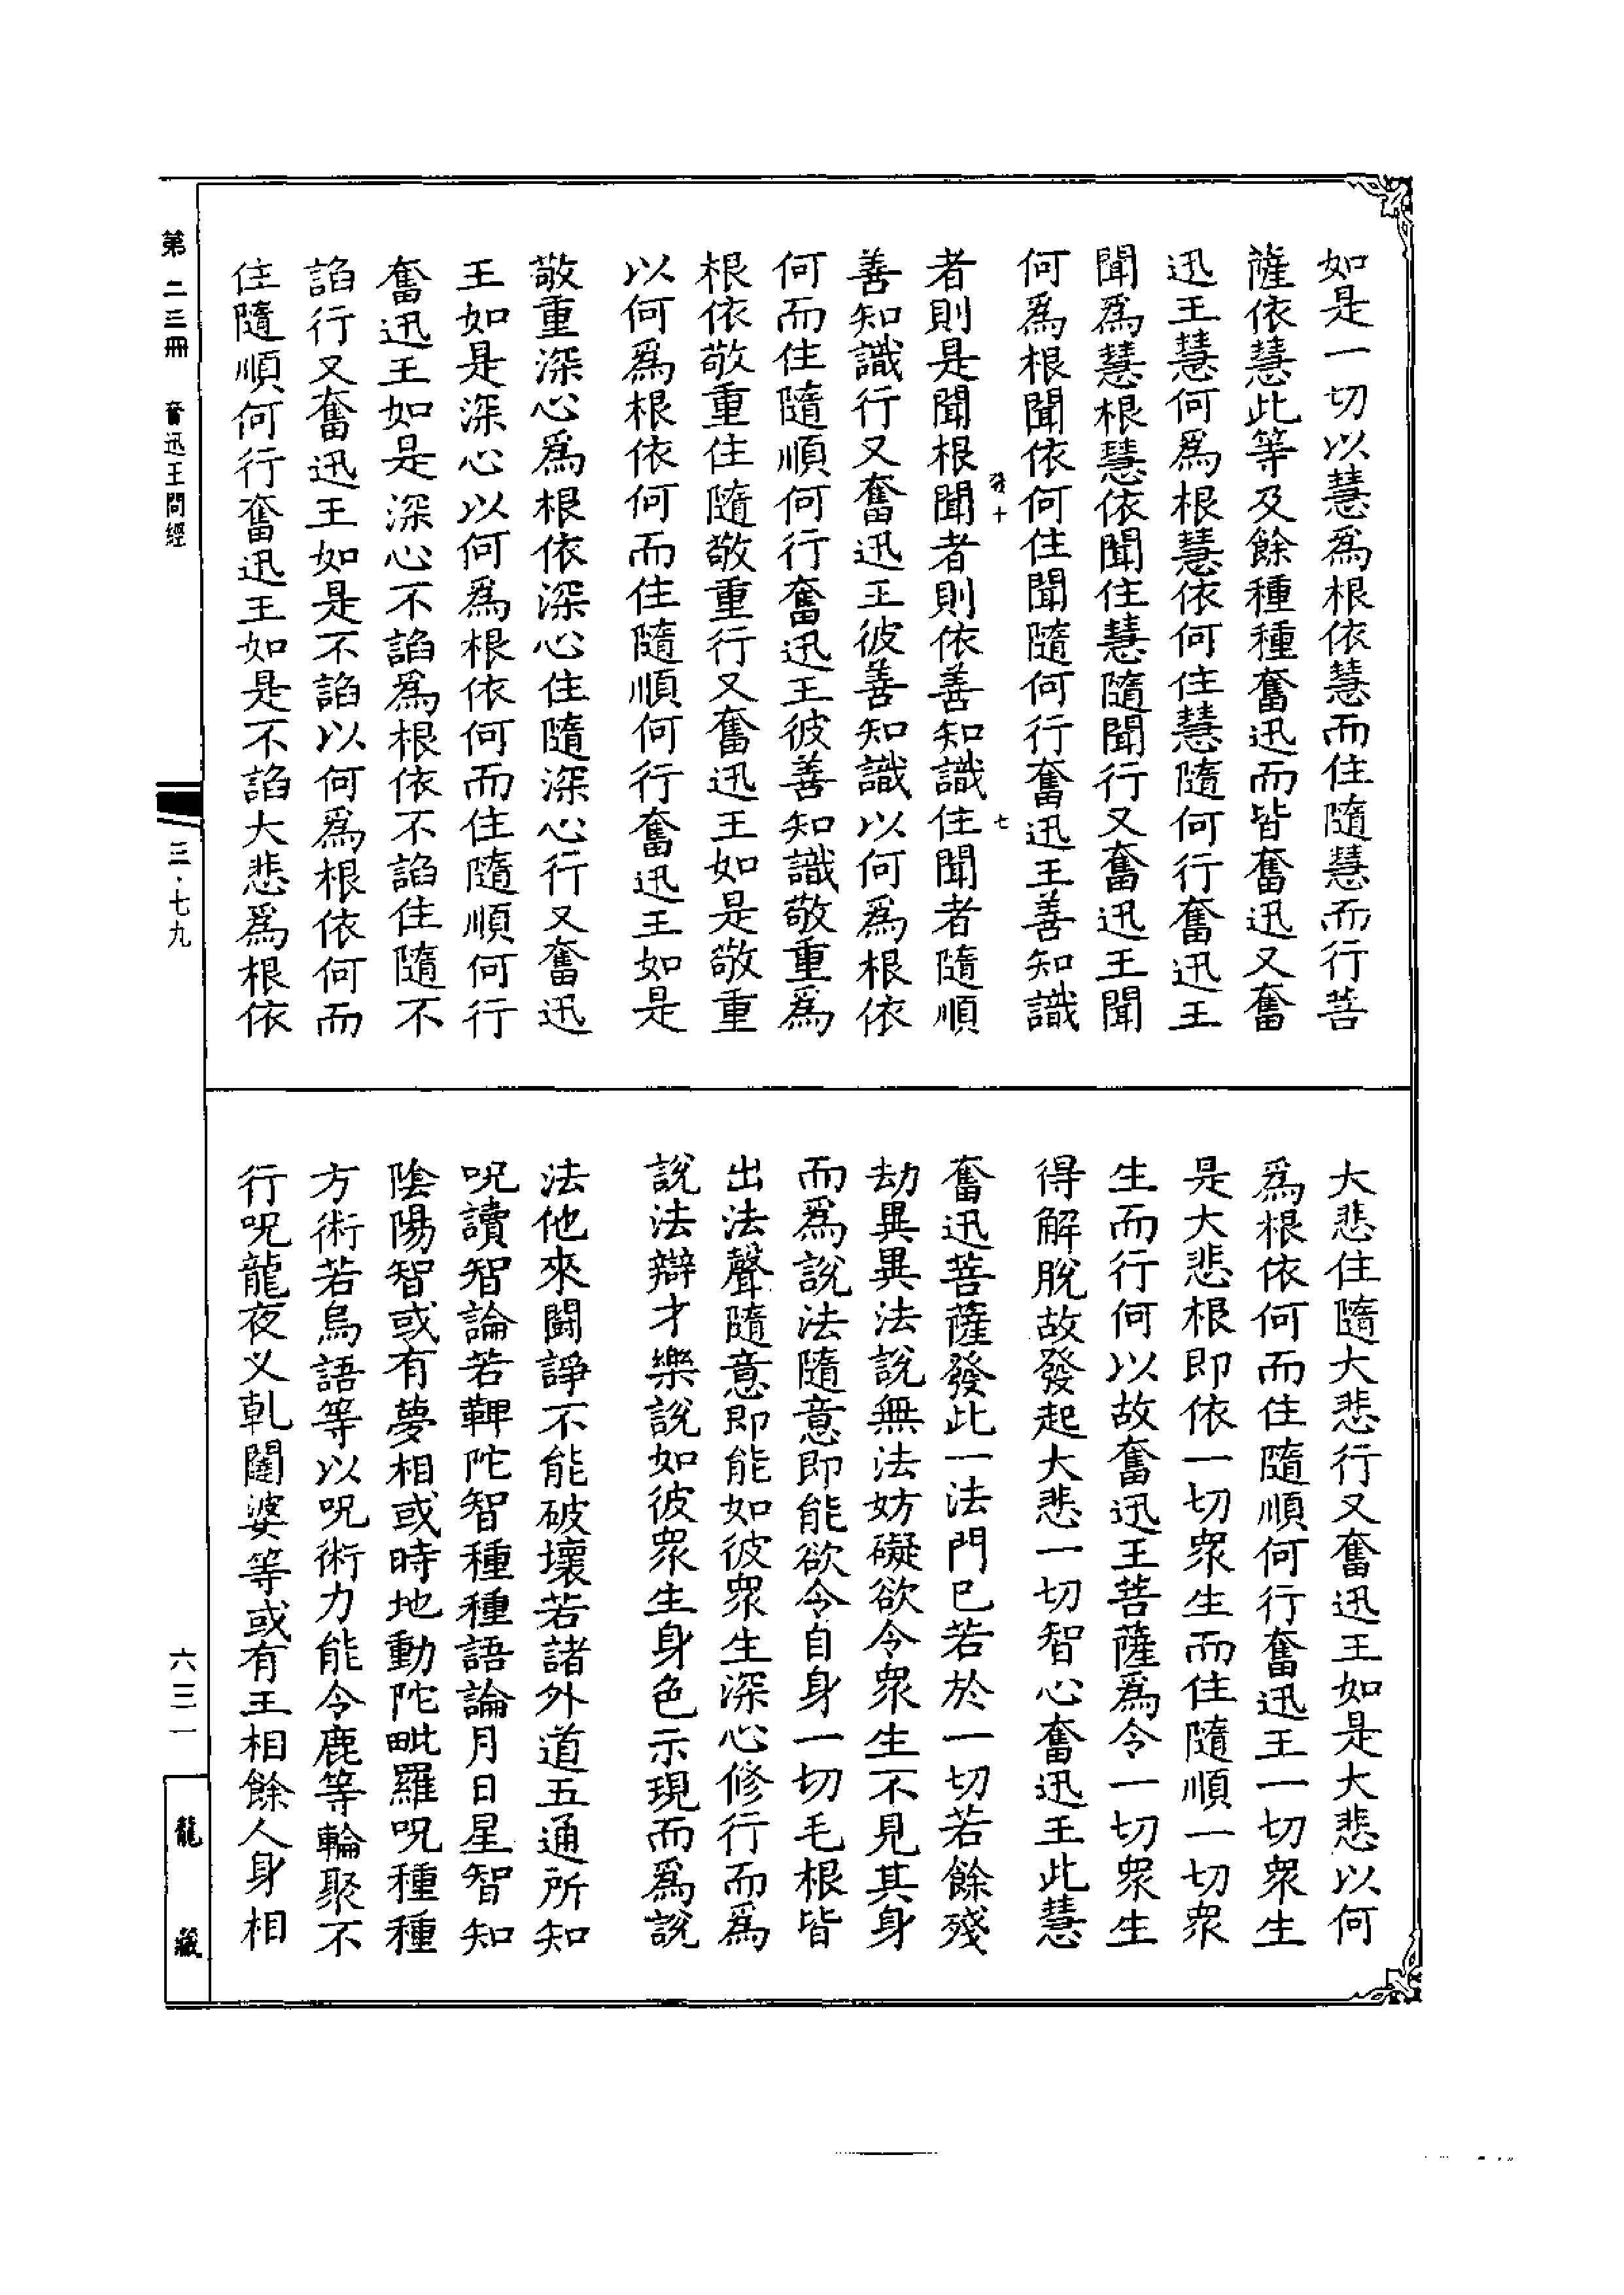 如是一切以慧爲根依慧而住隨慧而行菩
薩依慧此等及餘種種奮迅而皆奮迅又奮
迅王慧何爲根慧依何住慧隨何行奮迅王
聞爲慧根慧依聞住慧隨聞行又奮迅王聞
何爲根聞依何住聞隨何行奮迅王善知識
十 七
者則是聞根聞者則依善知識住聞者隨順
善知識行又奮迅王彼善知識以何爲根依
何而住隨順何行奮迅王彼善知識敬重爲
根依敬重住隨敬重行又奮迅王如是敬重
以何爲根依何而住隨順何行奮迅王如是
敬重深心爲根依深心住隨深心行又奮迅
王如是深心以何爲根依何而住隨順何行
奮迅王如是深心不諂爲根依不諂住隨不
諂行又奮迅王如是不諂以何爲根依何而
住隨順何行奮迅王如是不諂大悲爲根依
大悲住隨大悲行又奮迅王如是大悲以何
爲根依何而住隨順何行奮迅王一切衆生
是大悲根即依一切衆生而住隨順一切衆
生而行何以故奮迅王菩薩爲令一切衆生
得解脫故發起大悲一切智心奮迅王此慧
奮迅菩薩發此一法門已若於一切若餘殘
劫異異法說無法妨礙欲令衆生不見其身
而爲說法隨意即能欲令自身一切毛根皆
出法聲隨意即能如彼衆生深心修行而爲
說法辯才樂說如彼衆生身色示現而爲說
法他來鬪諍不能破壞若諸外道五通所知
呪讀智論若鞞陀智種種語論月日星智知
陰陽智或有夢相或時地動陀毗羅呪種種
方術若烏語等以呪術力能令鹿等輪聚不
行呪龍夜叉乹闥婆等或有王相餘人身相
第二三冊 奮迅王問經 三·七九 六三一 龍藏